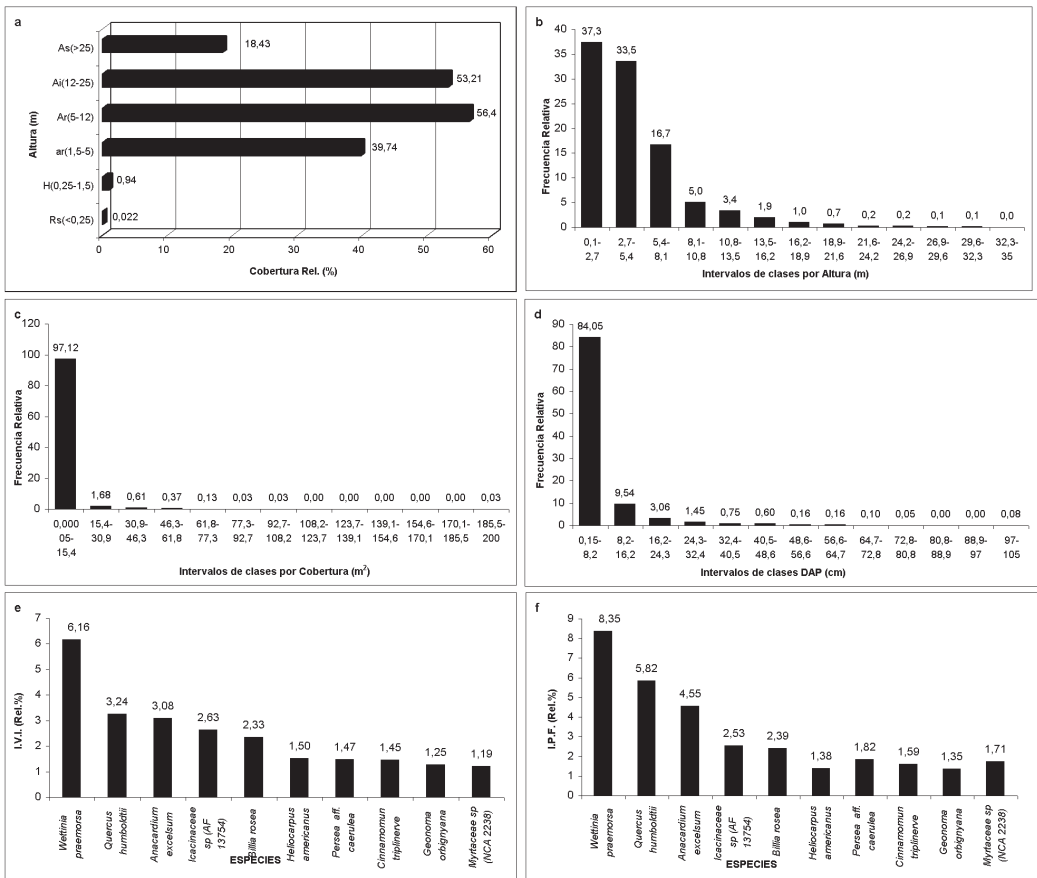 a
As(>25)
Ai(12-25)
Ar(5-12)
ar(1,5-5)
H(0,25-1,5)
Rs(<0,25)
Altura (m)
18,43
53,21
56,4
39,74
0,94
0,022
0 10 20 30 40 50 60
Cobertura Rel. (%)
b
Frecuencia Relativa
40
35
30
25
20
15
10
5
0
37,3 33,5 16,7 5,0 3,4 1,9 1,0 0,7 0,2 0,2 0,1 0,1 0,0
0,1- 2,7- 5,4- 8,1- 10,8- 13,5- 16,2- 18,9- 21,6- 24,2- 26,9- 29,6- 32,3-
2,7 5,4 8,1 10,8 13,5 16,2 18,9 21,6 24,2 26,9 29,6 32,3 35
Intervalos de clases por Altura (m)
c
Frecuencia Relativa
120
100
80
60
40
20
0
97,12 1,68 0,61 0,37 0,13 0,03 0,03 0,00 0,00 0,00 0,00 0,00 0,03
0,000 15,4- 30,9- 46,3- 61,8- 77,3- 92,7- 108,2- 123,7- 139,1- 154,6- 170,1- 185,5-
05- 30,9 46,3 61,8 77,3 92,7 108,2 123,7 139,1 154,6 170,1 185,5 200
15,4
Intervalos de clases por Cobertura (m²)
d
Frecuencia Relativa
90
80
70
60
50
40
30
20
10
0
84,05 9,54 3,06 1,45 0,75 0,60 0,16 0,16 0,10 0,05 0,00 0,00 0,08
0,15- 8,2- 16,2- 24,3- 32,4- 40,5- 48,6- 56,6- 64,7- 72,8- 80,8- 88,9- 97-
8,2 16,2 24,3 32,4 40,5 48,6 56,6 64,7 72,8 80,8 88,9 97 105
Intervalos de clases DAP (cm)
e
I.V.I. (Rel.%)
7
6
5
4
3
2
1
0
6,16 3,24 3,08 2,63 2,33 1,50 1,47 1,45 1,25 1,19
Wettinia
praemorsa
Quercus
humboldtii
Anacardium
excelsum
Icacinaceae
sp (AF
13754)
Billia rosea
Heliocarpus
americanus
Persea aff.
caerulea
Cinnamomun
triplinerve
Geonoma
orbignyana
Myrtaceae sp
(NCA 2238)
ESPECIES
f
I.P.F. (Rel.%)
9
8
7
6
5
4
3
2
1
0
8,35 5,82 4,55 2,53 2,39 1,38 1,82 1,59 1,35 1,71
Wettinia
praemorsa
Quercus
humboldtii
Anacardium
excelsum
Icacinaceae
sp (AF
13754)
Billia rosea
Heliocarpus
americanus
Persea aff.
caerulea
Cinnamomun
triplinerve
Geonoma
orbignyana
Myrtaceae sp
(NCA 2238)
ESPECIES